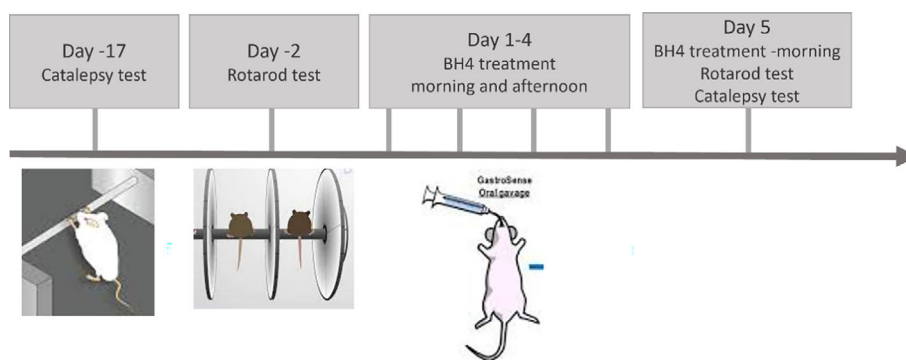 Day -17
Catalepsy test
Day -2
Rotarod test
Day 1-4
BH4 treatment
morning and afternoon
Day 5
BH4 treatment -morning
Rotarod test
Catalepsy test
GastroSense
Oral gavage